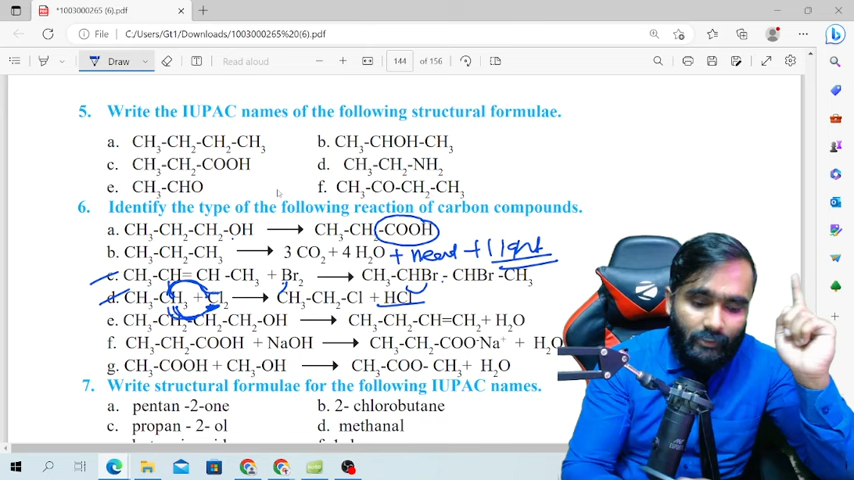 *1003000265 (6).pdf
File C:/Users/Gt1/Downloads/1003000265%20(6).pdf
Draw Read aloud 144 of 156
5. Write the IUPAC names of the following structural formulae.
a. CH₃-CH₂-CH₂-CH₃ b. CH₃-CHOH-CH₃
c. CH₃-CH₂-COOH d. CH₃-CH₂-NH₂
e. CH₃-CHO f. CH₃-CO-CH₂-CH₃
6. Identify the type of the following reaction of carbon compounds.
a. CH₃-CH₂-CH₂-OH ⟶ CH₃-CH₂-COOH
b. CH₃-CH₂-CH₃ ⟶ 3 CO₂ + 4 H₂O + heat + light
c. CH₃-CH= CH -CH₃ + Br₂ ⟶ CH₃-CHBr - CHBr -CH₃
d. CH₃-CH₃ + Cl₂ ⟶ CH₃-CH₂-Cl + HCl
e. CH₃-CH₂-CH₂-CH₂-OH ⟶ CH₃-CH₂-CH=CH₂+ H₂O
f. CH₃-CH₂-COOH + NaOH ⟶ CH₃-CH₂-COO⁻Na⁺ + H₂O
g. CH₃-COOH + CH₃-OH ⟶ CH₃-COO- CH₃+ H₂O
7. Write structural formulae for the following IUPAC names.
a. pentan -2-one b. 2- chlorobutane
c. propan - 2- ol d. methanal